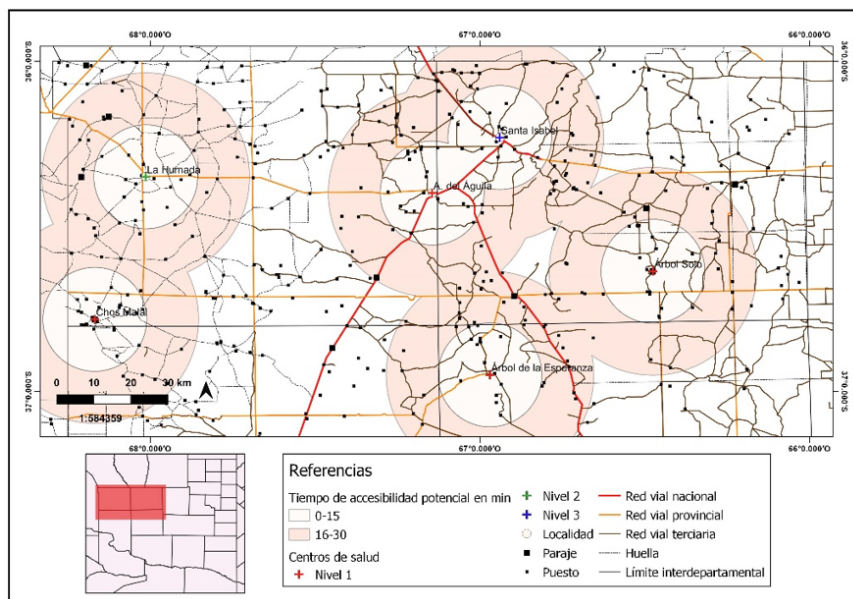 68°0.000'O
67°0.000'O
66°0.000'O
36°0.000'S
36°0.000'S
Santa Isabel
La Humada
A. del Águila
Árbol Solo
Chos Malal
Árbol de la Esperanza
0 10 20 30 km
1:584359
37°0.000'S
37°0.000'S
68°0.000'O
67°0.000'O
66°0.000'O
Referencias
Tiempo de accesibilidad potencial en min
0-15
16-30
Centros de salud
Nivel 1
Nivel 2
Nivel 3
Localidad
Paraje
Puesto
Red vial nacional
Red vial provincial
Red vial terciaria
Huella
Límite interdepartamental